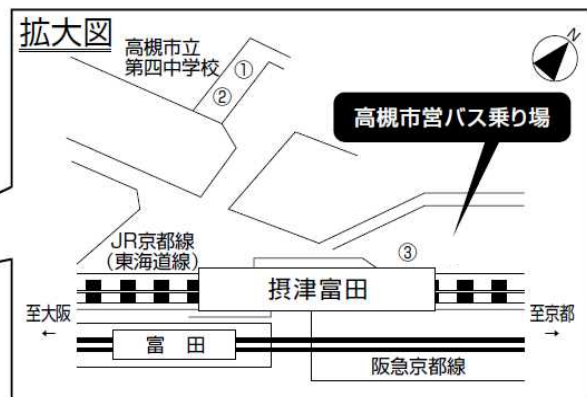 拡大図
高槻市立
第四中学校
①
②
N
高槻市営バス乗り場
③
JR京都線
(東海道線)
摂津富田
至大阪
←
至京都
→
富 田
阪急京都線